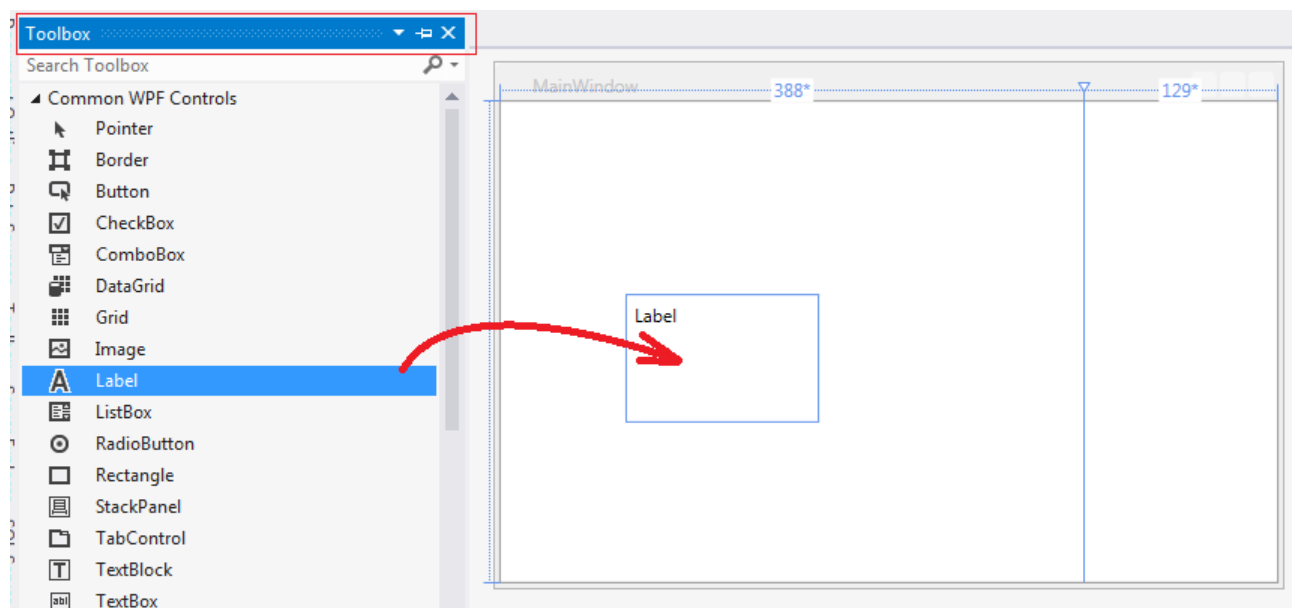 Toolbox
Search Toolbox
Common WPF Controls
Pointer
Border
Button
CheckBox
ComboBox
DataGrid
Grid
Image
Label
ListBox
RadioButton
Rectangle
StackPanel
TabControl
TextBlock
TextBox
MainWindow
388*
129*
Label